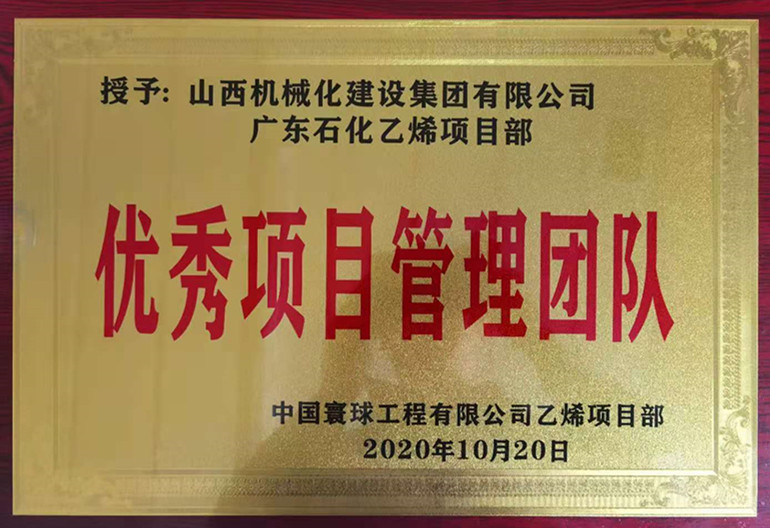 授予: 山西机械化建设集团有限公司
广东石化乙烯项目部
优秀项目管理团队
中国寰球工程有限公司乙烯项目部
2020年10月20日